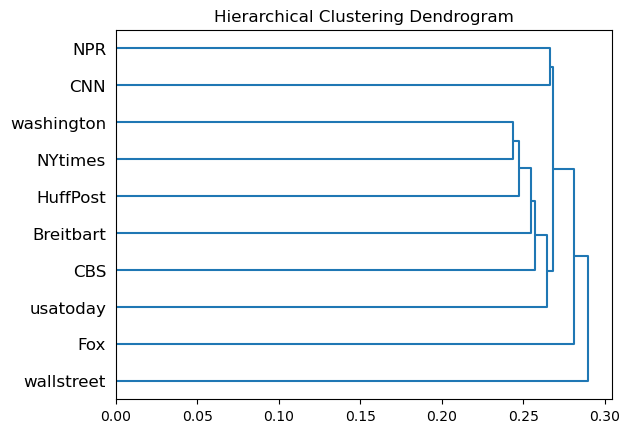 Hierarchical Clustering Dendrogram
NPR
CNN
washington
NYtimes
HuffPost
Breitbart
CBS
usatoday
Fox
wallstreet
0.00 0.05 0.10 0.15 0.20 0.25 0.30